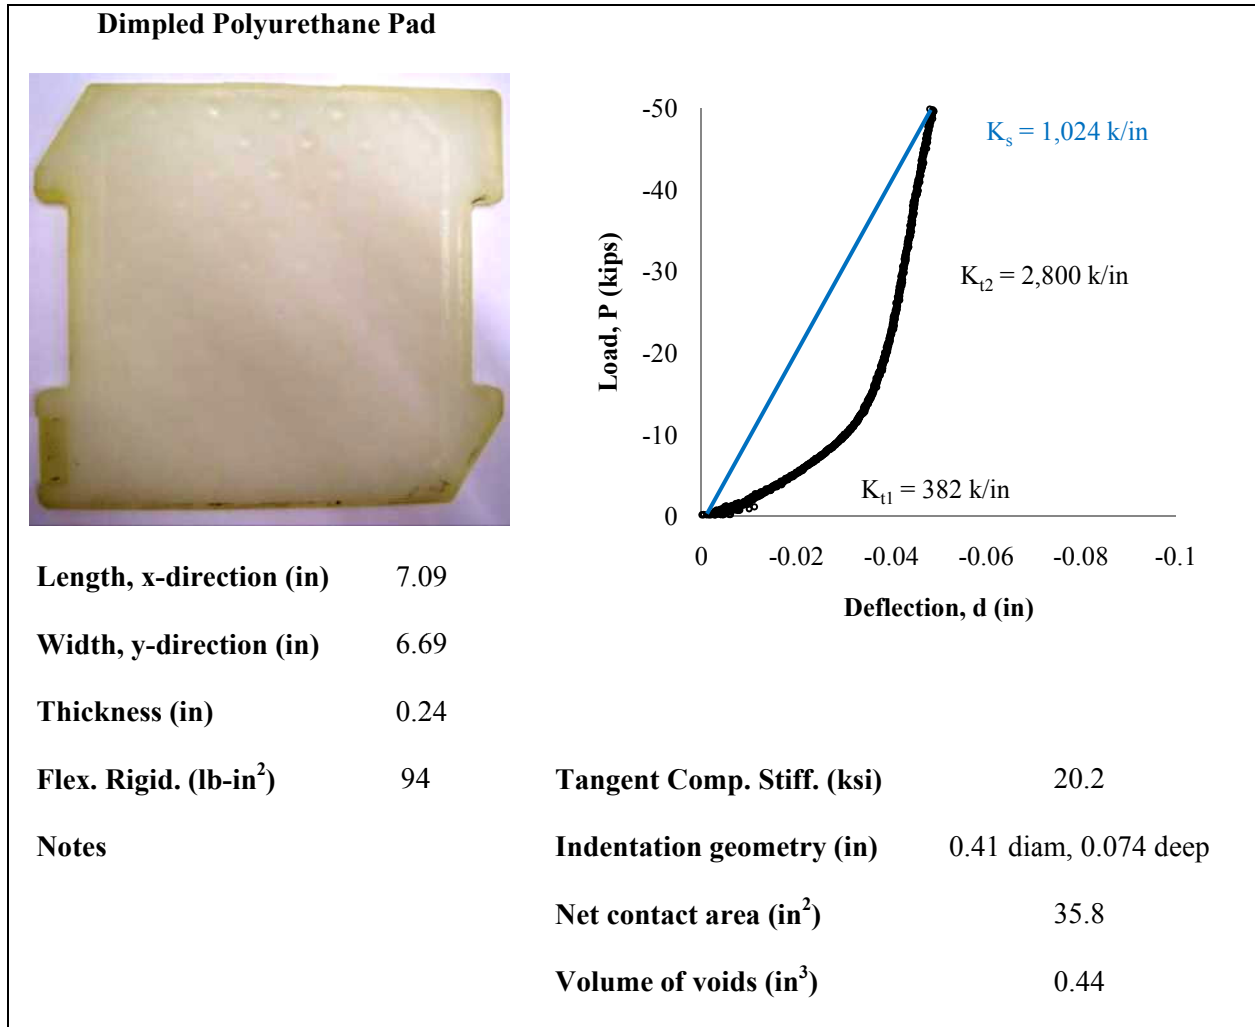 Dimpled Polyurethane Pad
-50
-40
-30
-20
-10
0
Load, P (kips)
K_s = 1,024 k/in
K_t2 = 2,800 k/in
K_t1 = 382 k/in
0 -0.02 -0.04 -0.06 -0.08 -0.1
Deflection, d (in)
Length, x-direction (in) 7.09
Width, y-direction (in) 6.69
Thickness (in) 0.24
Flex. Rigid. (lb-in²) 94
Notes
Tangent Comp. Stiff. (ksi) 20.2
Indentation geometry (in) 0.41 diam, 0.074 deep
Net contact area (in²) 35.8
Volume of voids (in³) 0.44